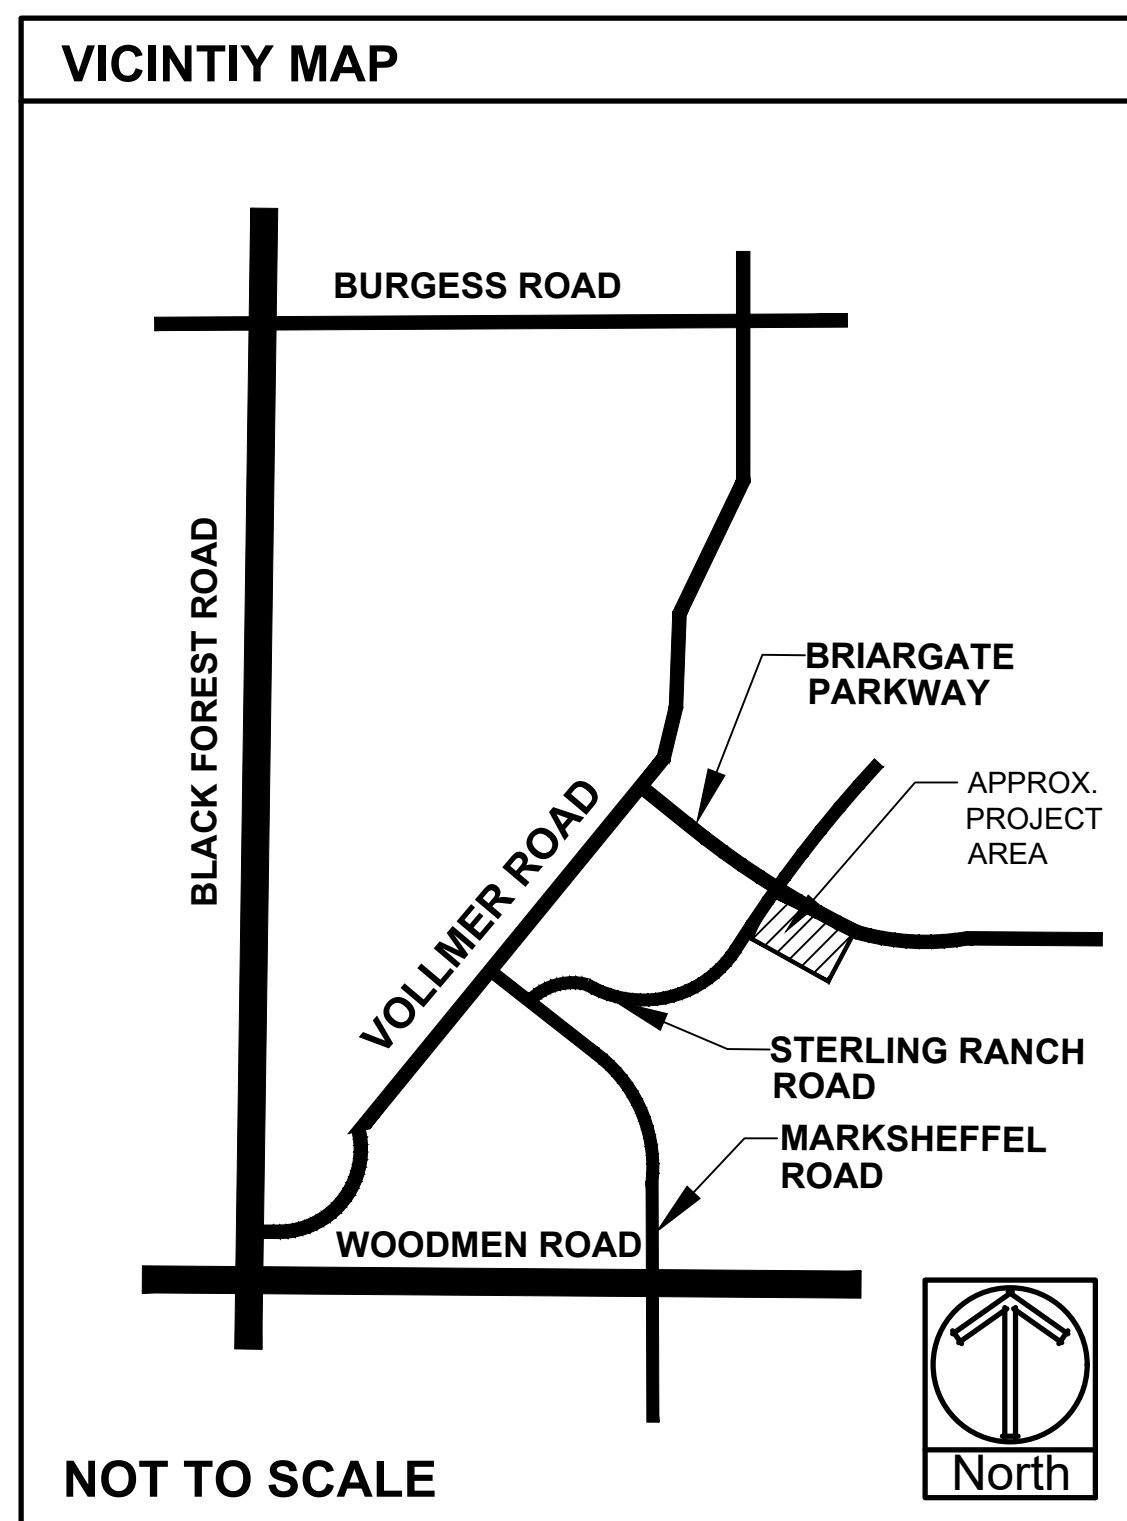 VICINTIY MAP
BURGESS ROAD
BLACK FOREST ROAD
BRIARGATE
PARKWAY
APPROX.
PROJECT
AREA
VOLLMER ROAD
STERLING RANCH
ROAD
MARKSHEFFEL
ROAD
WOODMEN ROAD
NOT TO SCALE
North